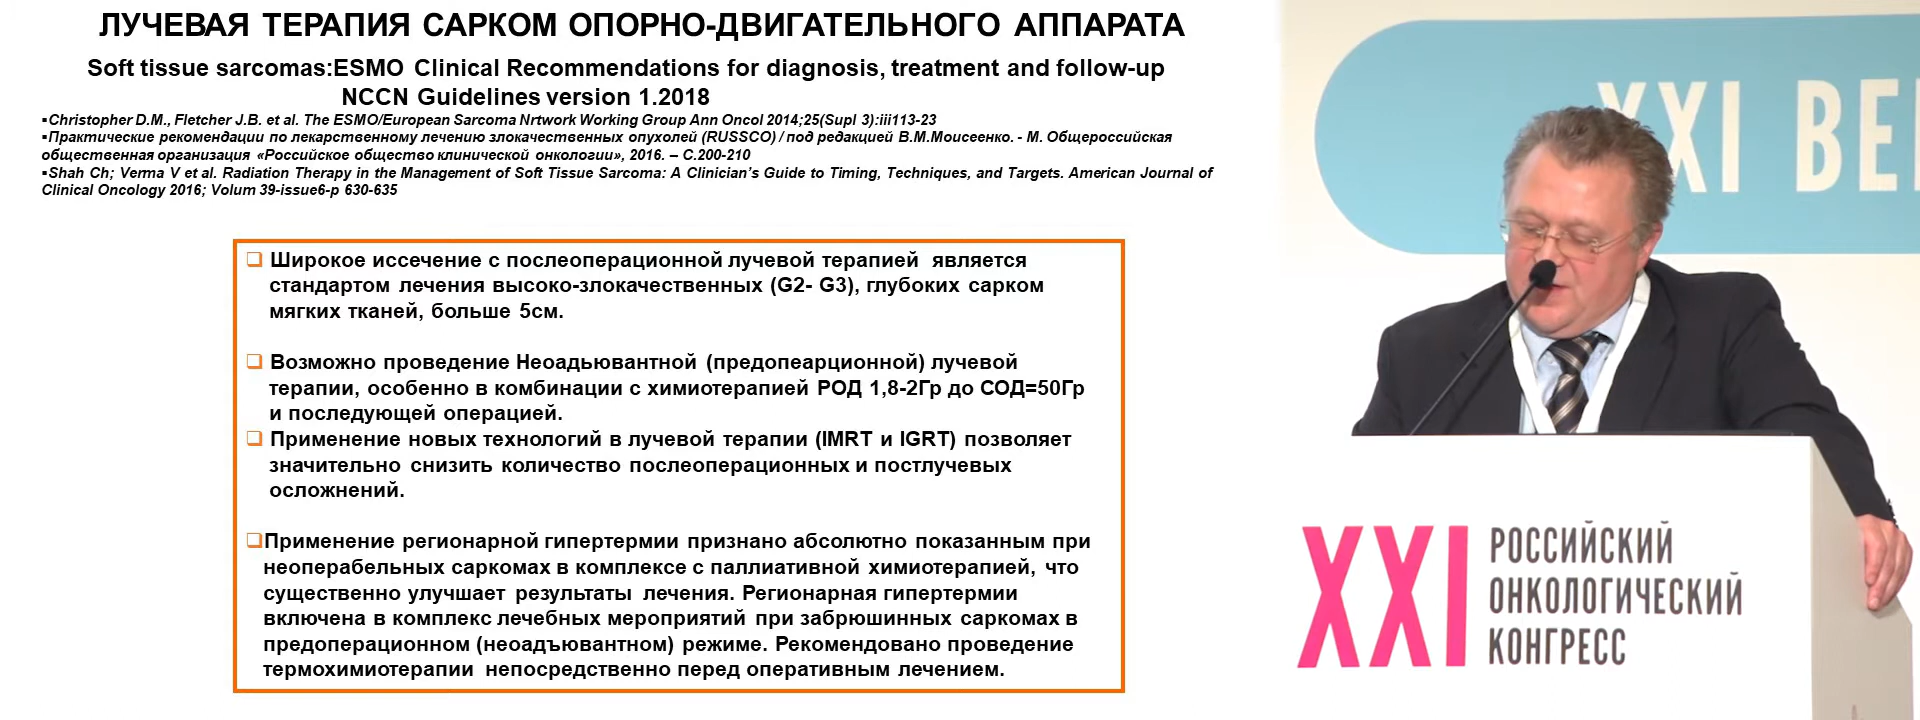 ЛУЧЕВАЯ ТЕРАПИЯ САРКОМ ОПОРНО-ДВИГАТЕЛЬНОГО АППАРАТА
Soft tissue sarcomas:ESMO Clinical Recommendations for diagnosis, treatment and follow-up
NCCN Guidelines version 1.2018
▪Christopher D.M., Fletcher J.B. et al. The ESMO/European Sarcoma Nrtwork Working Group Ann Oncol 2014;25(Supl 3):iii113-23
▪Практические рекомендации по лекарственному лечению злокачественных опухолей (RUSSCO) / под редакцией В.М.Моисеенко. - М. Общероссийская
общественная организация «Российское общество клинической онкологии», 2016. – С.200-210
▪Shah Ch; Verma V et al. Radiation Therapy in the Management of Soft Tissue Sarcoma: A Clinician's Guide to Timing, Techniques, and Targets. American Journal of
Clinical Oncology 2016; Volum 39-issue6-p 630-635
❑ Широкое иссечение с послеоперационной лучевой терапией является
стандартом лечения высоко-злокачественных (G2- G3), глубоких сарком
мягких тканей, больше 5см.
❑ Возможно проведение Неоадьювантной (предопеарционной) лучевой
терапии, особенно в комбинации с химиотерапией РОД 1,8-2Гр до СОД=50Гр
и последующей операцией.
❑ Применение новых технологий в лучевой терапии (IMRT и IGRT) позволяет
значительно снизить количество послеоперационных и постлучевых
осложнений.
❑Применение регионарной гипертермии признано абсолютно показанным при
неоперабельных саркомах в комплексе с паллиативной химиотерапией, что
существенно улучшает результаты лечения. Регионарная гипертермии
включена в комплекс лечебных мероприятий при забрюшинных саркомах в
предоперационном (неоадъювантном) режиме. Рекомендовано проведение
термохимиотерапии непосредственно перед оперативным лечением.
XXI ВЕ
XXI
РОССИЙСКИЙ
ОНКОЛОГИЧЕСКИЙ
КОНГРЕСС